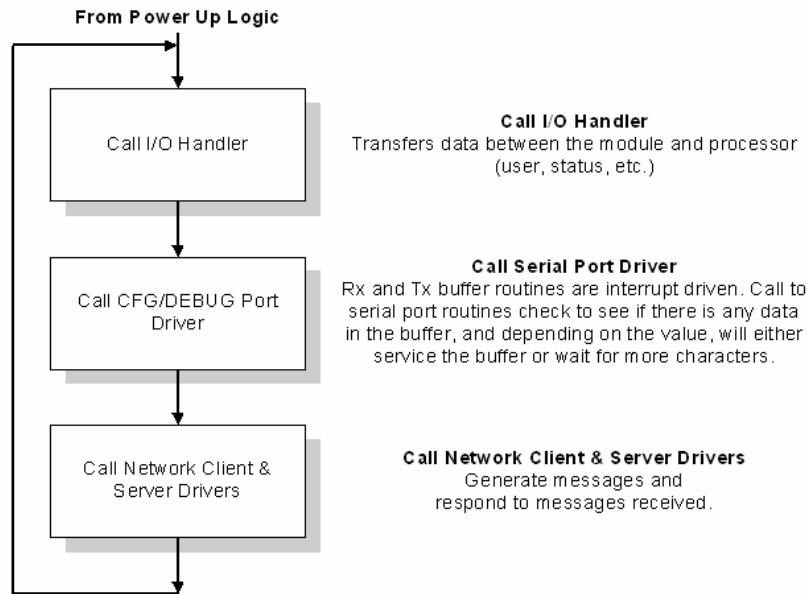 From Power Up Logic
Call I/O Handler
Call I/O Handler
Transfers data between the module and processor
(user, status, etc.)
Call CFG/DEBUG Port
Driver
Call Serial Port Driver
Rx and Tx buffer routines are interrupt driven. Call to
serial port routines check to see if there is any data
in the buffer, and depending on the value, will either
service the buffer or wait for more characters.
Call Network Client &
Server Drivers
Call Network Client & Server Drivers
Generate messages and
respond to messages received.